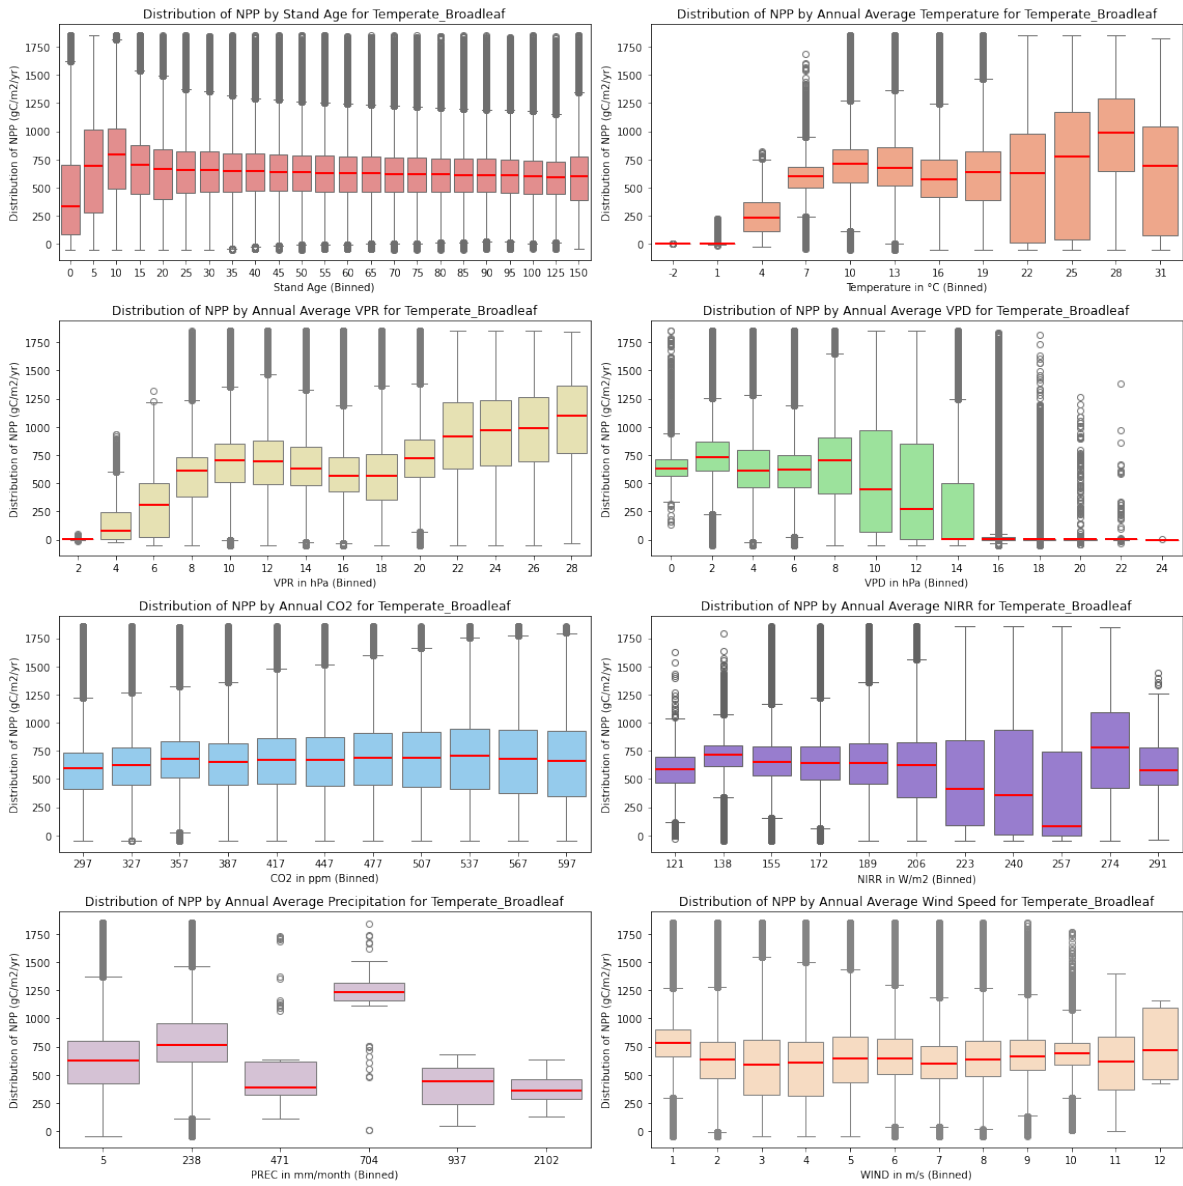 Distribution of NPP by Stand Age for Temperate_Broadleaf
Distribution of NPP (gC/m2/yr)
1750
1500
1250
1000
750
500
250
0
0 5 10 15 20 25 30 35 40 45 50 55 60 65 70 75 80 85 90 95 100 125 150
Stand Age (Binned)
Distribution of NPP by Annual Average Temperature for Temperate_Broadleaf
Distribution of NPP (gC/m2/yr)
1750
1500
1250
1000
750
500
250
0
-2 1 4 7 10 13 16 19 22 25 28 31
Temperature in °C (Binned)
Distribution of NPP by Annual Average VPR for Temperate_Broadleaf
Distribution of NPP (gC/m2/yr)
1750
1500
1250
1000
750
500
250
0
2 4 6 8 10 12 14 16 18 20 22 24 26 28
VPR in hPa (Binned)
Distribution of NPP by Annual Average VPD for Temperate_Broadleaf
Distribution of NPP (gC/m2/yr)
1750
1500
1250
1000
750
500
250
0
0 2 4 6 8 10 12 14 16 18 20 22 24
VPD in hPa (Binned)
Distribution of NPP by Annual CO2 for Temperate_Broadleaf
Distribution of NPP (gC/m2/yr)
1750
1500
1250
1000
750
500
250
0
297 327 357 387 417 447 477 507 537 567 597
CO2 in ppm (Binned)
Distribution of NPP by Annual Average NIRR for Temperate_Broadleaf
Distribution of NPP (gC/m2/yr)
1750
1500
1250
1000
750
500
250
0
121 138 155 172 189 206 223 240 257 274 291
NIRR in W/m2 (Binned)
Distribution of NPP by Annual Average Precipitation for Temperate_Broadleaf
Distribution of NPP (gC/m2/yr)
1750
1500
1250
1000
750
500
250
0
5 238 471 704 937 2102
PREC in mm/month (Binned)
Distribution of NPP by Annual Average Wind Speed for Temperate_Broadleaf
Distribution of NPP (gC/m2/yr)
1750
1500
1250
1000
750
500
250
0
1 2 3 4 5 6 7 8 9 10 11 12
WIND in m/s (Binned)